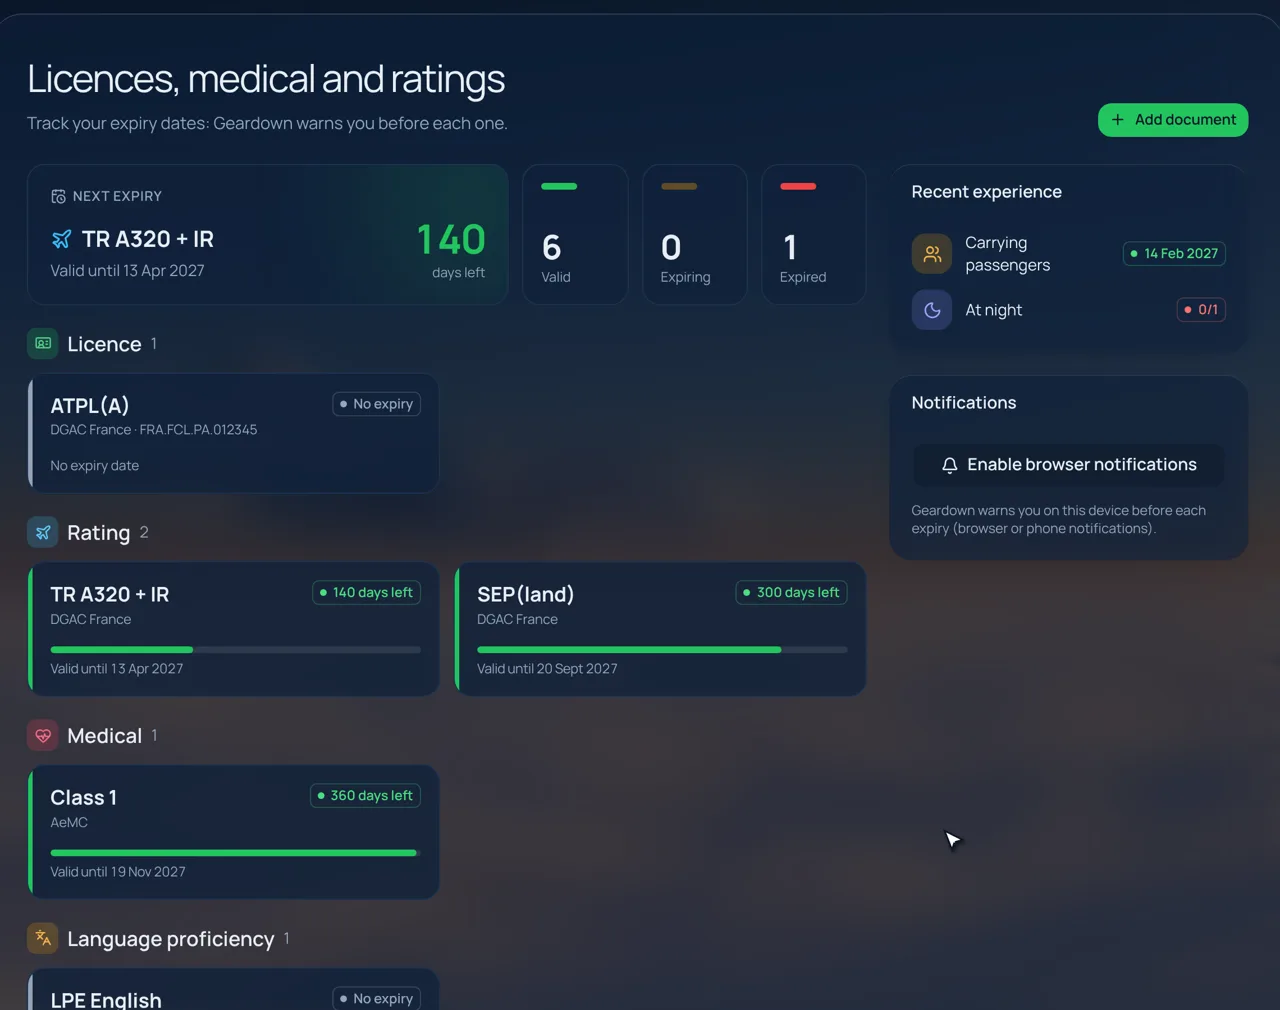 Licences, medical and ratings
Track your expiry dates: Geardown warns you before each one.
Add document
NEXT EXPIRY
TR A320 + IR
Valid until 13 Apr 2027
140
days left
6
Valid
0
Expiring
1
Expired
Recent experience
Carrying
passengers
14 Feb 2027
At night
0/1
Notifications
Enable browser notifications
Geardown warns you on this device before each
expiry (browser or phone notifications).
Licence 1
ATPL(A)
No expiry
DGAC France · FRA.FCL.PA.012345
No expiry date
Rating 2
TR A320 + IR
140 days left
DGAC France
Valid until 13 Apr 2027
SEP(land)
300 days left
DGAC France
Valid until 20 Sept 2027
Medical 1
Class 1
360 days left
AeMC
Valid until 19 Nov 2027
Language proficiency 1
LPE English
No expiry